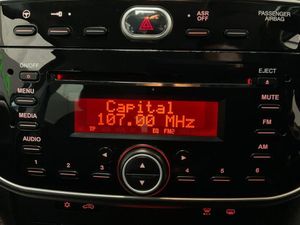 ASR
OFF
PASSENGER
AIRBAG
ON/OFF
EJECT
MENU
MUTE
MEDIA
FM
AUDIO
AM
Capital
107.00 MHz
TP EQ FM2
1 2 3 4 5 6